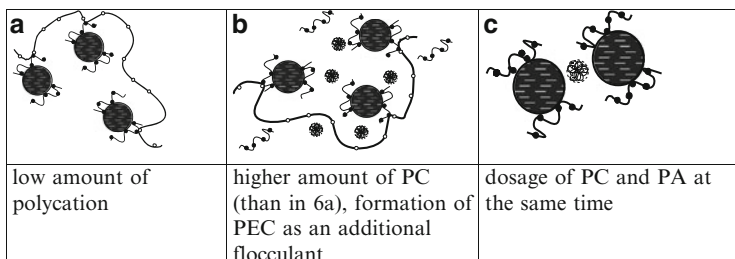 a
b
c
low amount of
polycation
higher amount of PC
(than in 6a), formation of
PEC as an additional
flocculant
dosage of PC and PA at
the same time